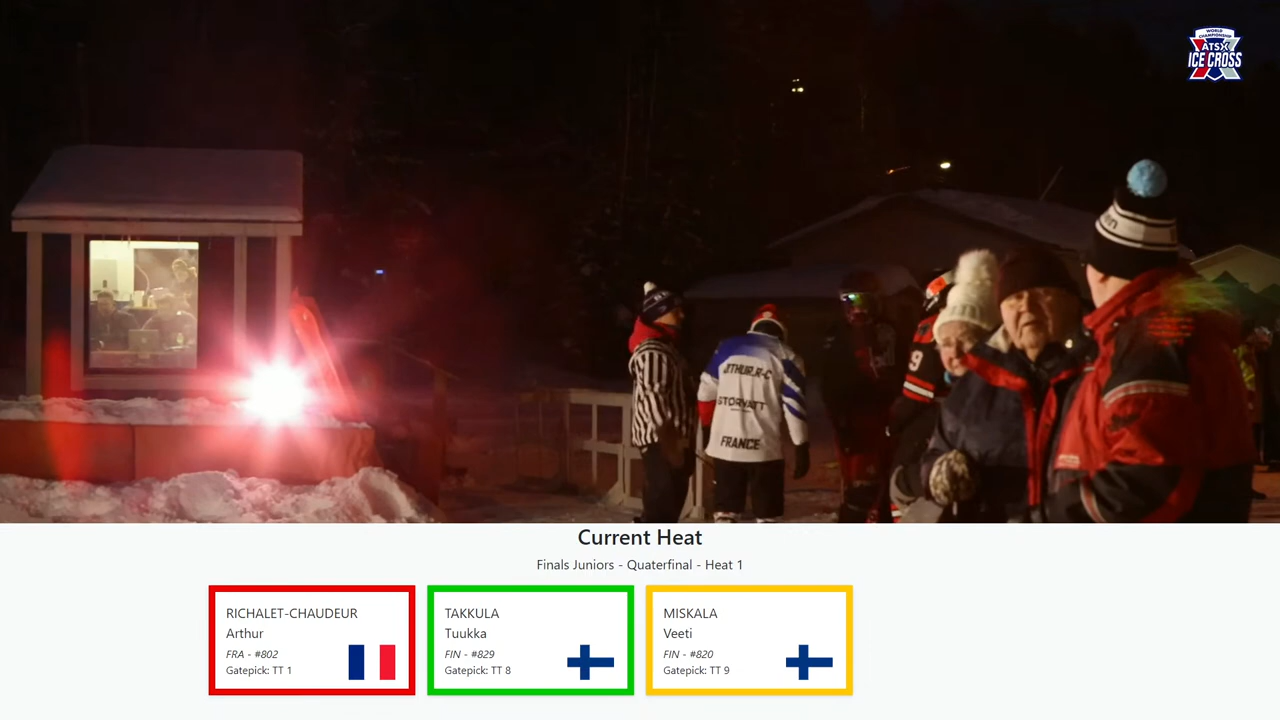 WORLD
CHAMPIONSHIP
ATSX
ICE CROSS
9
STORVATT
FRANCE
Current Heat
Finals Juniors - Quaterfinal - Heat 1
RICHALET-CHAUDEUR
Arthur
FRA - #802
Gatepick: TT 1
TAKKULA
Tuukka
FIN - #829
Gatepick: TT 8
MISKALA
Veeti
FIN - #820
Gatepick: TT 9